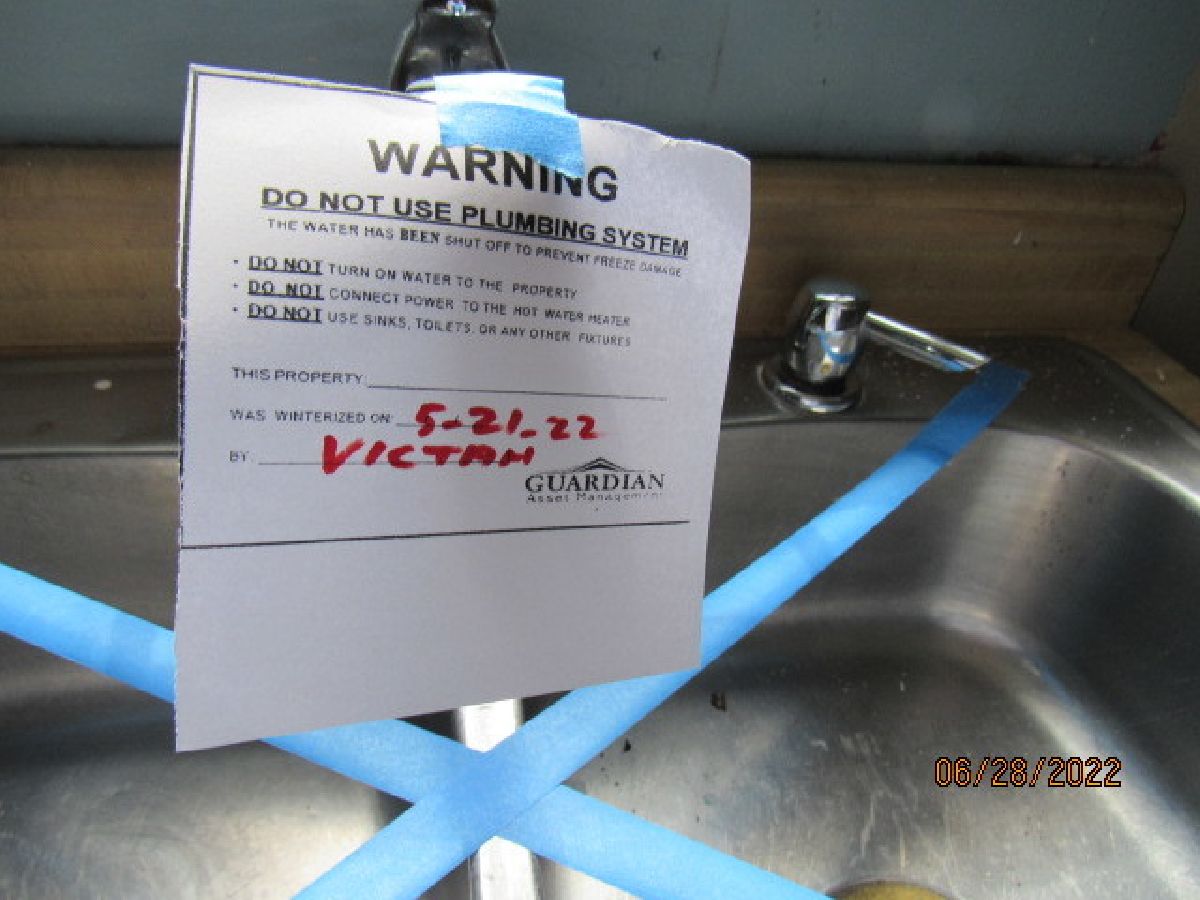 WARNING
DO NOT USE PLUMBING SYSTEM
THE WATER HAS BEEN SHUT OFF TO PREVENT FREEZE DAMAGE
· DO NOT TURN ON WATER TO THE PROPERTY
· DO NOT CONNECT POWER TO THE HOT WATER HEATER
· DO NOT USE SINKS, TOILETS, OR ANY OTHER FIXTURES
THIS PROPERTY:
WAS WINTERIZED ON: 5-21-22
BY: VICTAH
GUARDIAN
Asset Management
06/28/2022